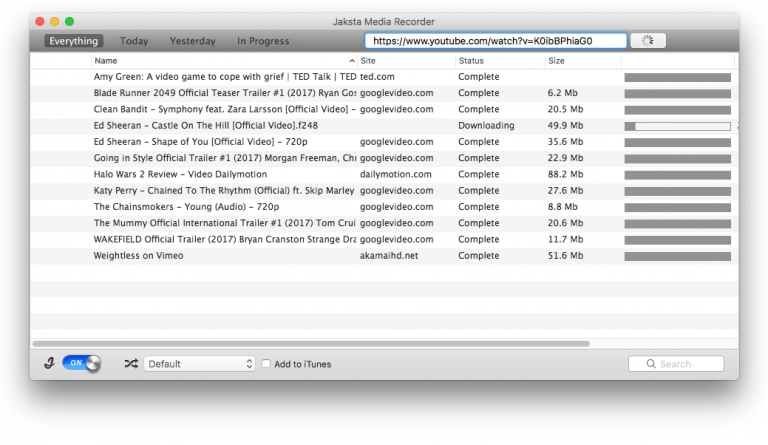 Jaksta Media Recorder
Everything Today Yesterday In Progress https://www.youtube.com/watch?v=K0ibBPhiaG0
Name Site Status Size
Amy Green: A video game to cope with grief | TED Talk | TED ted.com Complete
Blade Runner 2049 Official Teaser Trailer #1 (2017) Ryan Gos googlevideo.com Complete 6.2 Mb
Clean Bandit - Symphony feat. Zara Larsson [Official Video] - googlevideo.com Complete 20.5 Mb
Ed Sheeran - Castle On The Hill [Official Video].f248 Downloading 49.9 Mb
Ed Sheeran - Shape of You [Official Video] - 720p googlevideo.com Complete 35.6 Mb
Going in Style Official Trailer #1 (2017) Morgan Freeman, Chr googlevideo.com Complete 22.9 Mb
Halo Wars 2 Review - Video Dailymotion dailymotion.com Complete 88.2 Mb
Katy Perry - Chained To The Rhythm (Official) ft. Skip Marley googlevideo.com Complete 27.6 Mb
The Chainsmokers - Young (Audio) - 720p googlevideo.com Complete 8.8 Mb
The Mummy Official International Trailer #1 (2017) Tom Crui googlevideo.com Complete 20.6 Mb
WAKEFIELD Official Trailer (2017) Bryan Cranston Strange Dra googlevideo.com Complete 11.7 Mb
Weightless on Vimeo akamaihd.net Complete 51.6 Mb
ON Default Add to iTunes Search